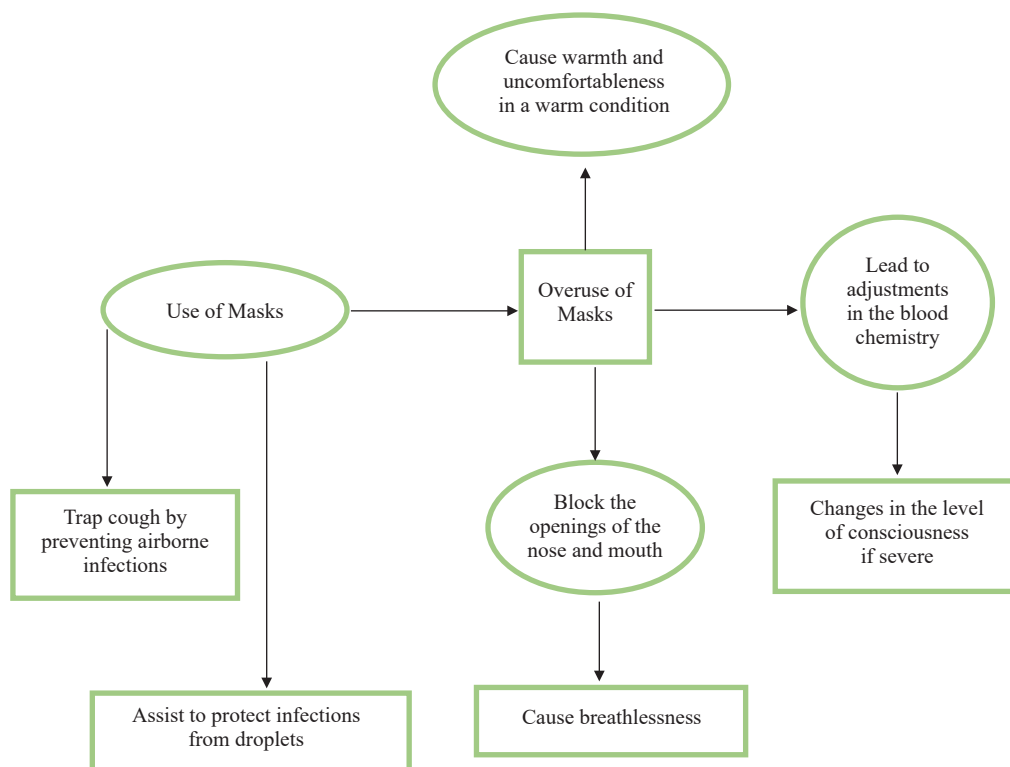 Cause warmth and
uncomfortableness
in a warm condition
Lead to
adjustments
in the blood
chemistry
Overuse of
Masks
Use of Masks
Block the
openings of the
nose and mouth
Changes in the level
of consciousness
if severe
Trap cough by
preventing airborne
infections
Assist to protect infections
from droplets
Cause breathlessness